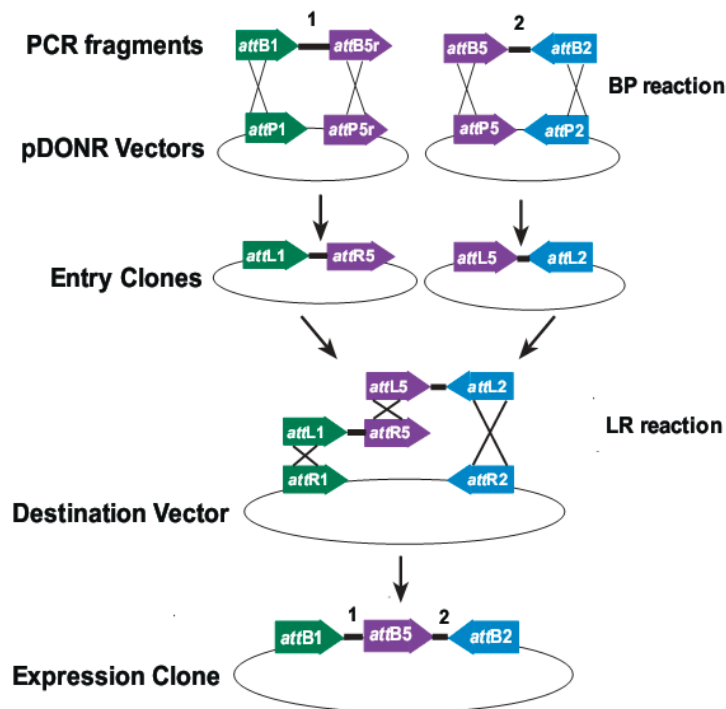 1
2
PCR fragments
attB1
attB5r
attB5
attB2
BP reaction
attP1
attP5r
attP5
attP2
pDONR Vectors
attL1
attR5
attL5
attL2
Entry Clones
attL5
attL2
attL1
attR5
LR reaction
attR1
attR2
Destination Vector
1
2
attB1
attB5
attB2
Expression Clone